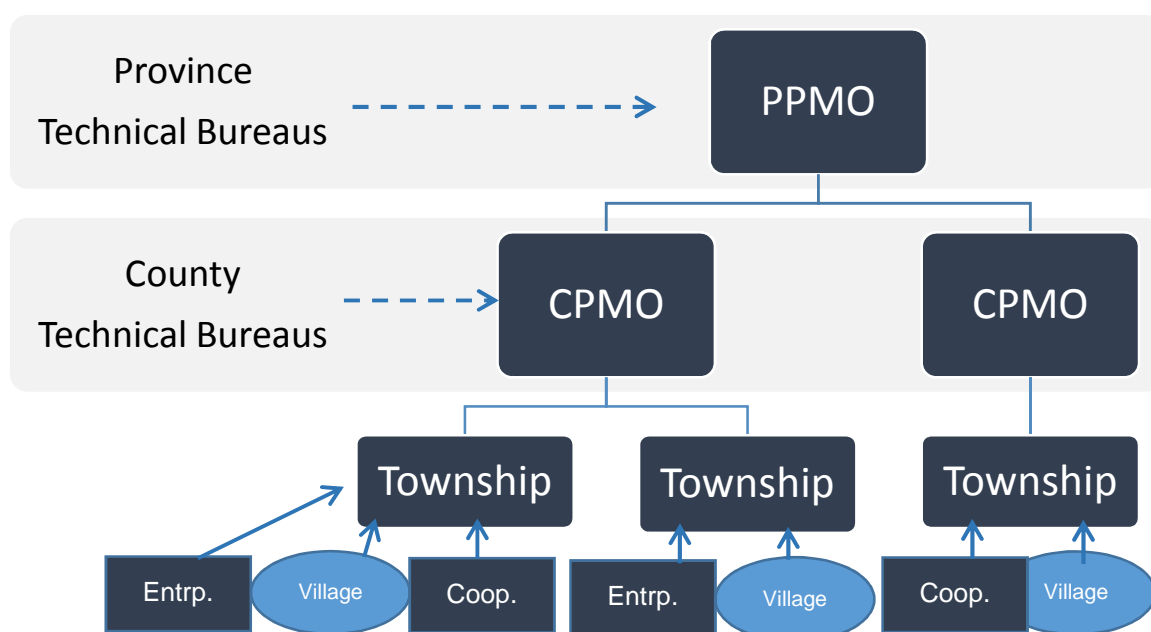 Province
Technical Bureaus
PPMO
County
Technical Bureaus
CPMO
CPMO
Township
Township
Township
Entrp.
Village
Coop.
Entrp.
Village
Coop.
Village